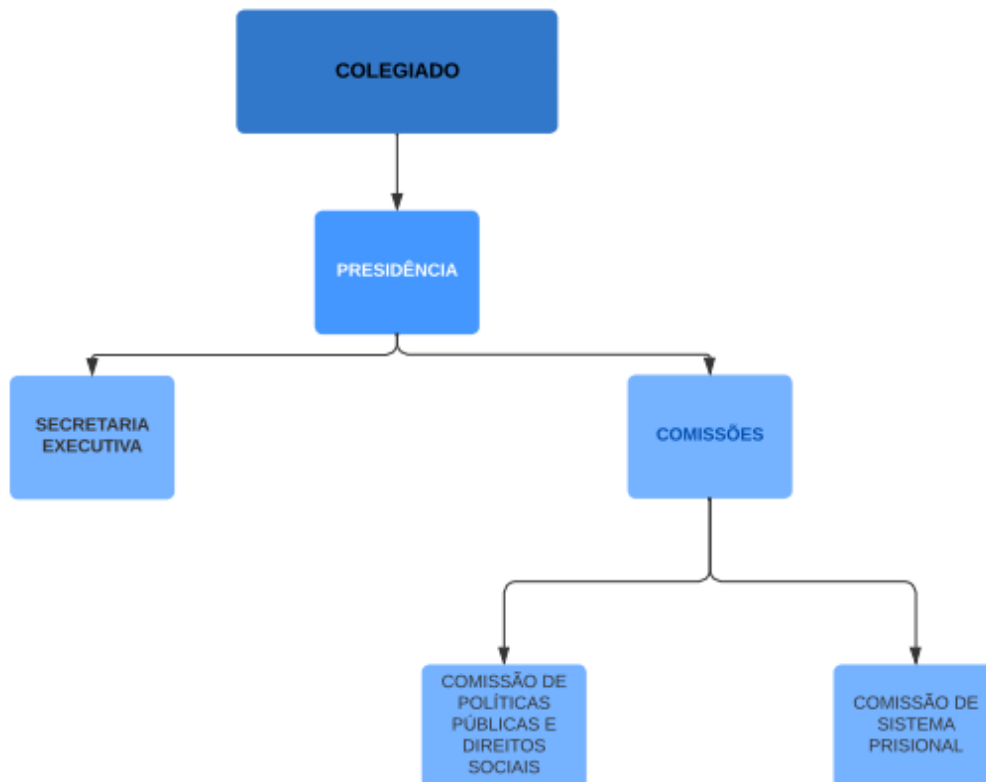 COLEGIADO
PRESIDÊNCIA
SECRETARIA
EXECUTIVA
COMISSÕES
COMISSÃO DE
POLÍTICAS
PÚBLICAS E
DIREITOS
SOCIAIS
COMISSÃO DE
SISTEMA
PRISIONAL